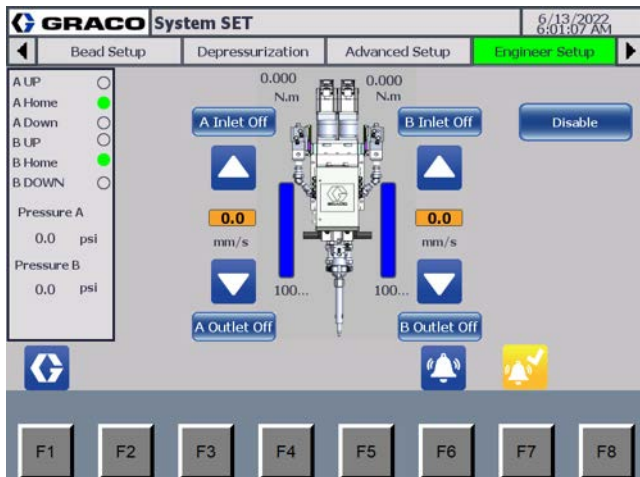 GRACO System SET
6/13/2022
6:01:07 AM
Bead Setup
Depressurization
Advanced Setup
Engineer Setup
A UP
A Home
A Down
B UP
B Home
B DOWN
Pressure A
0.0 psi
Pressure B
0.0 psi
0.000
N.m
0.000
N.m
A Inlet Off
B Inlet Off
Disable
0.0
mm/s
0.0
mm/s
100...
100...
A Outlet Off
B Outlet Off
F1
F2
F3
F4
F5
F6
F7
F8